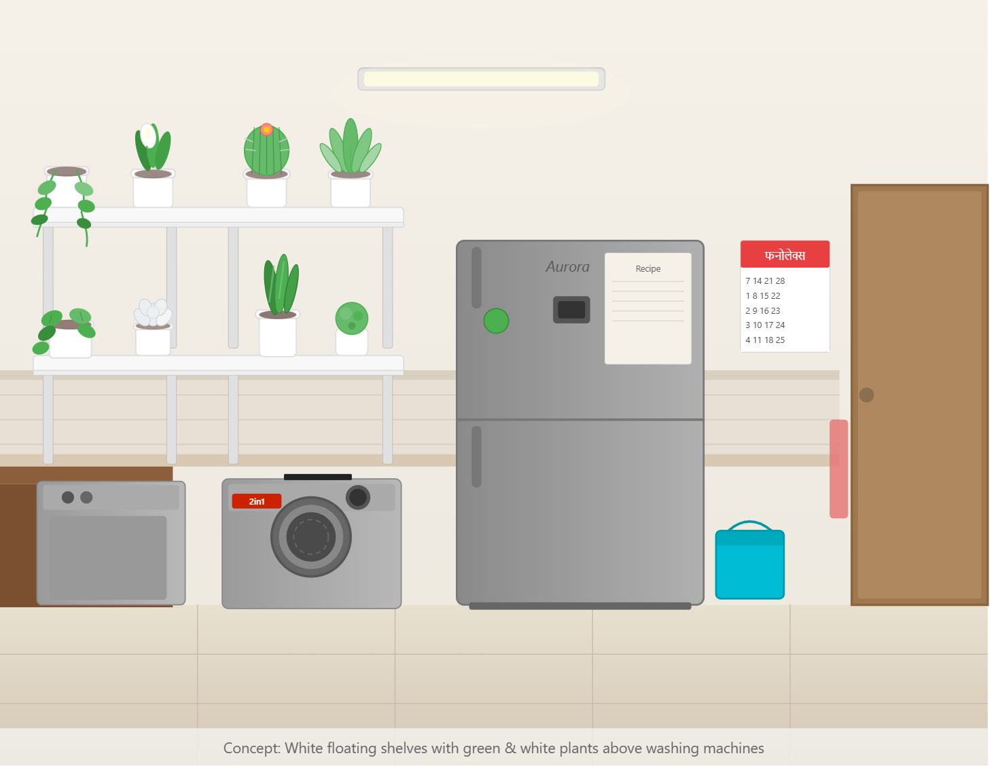 Aurora
Recipe
फनोलेक्स
7 14 21 28
1 8 15 22
2 9 16 23
3 10 17 24
4 11 18 25
2in1
Concept: White floating shelves with green & white plants above washing machines